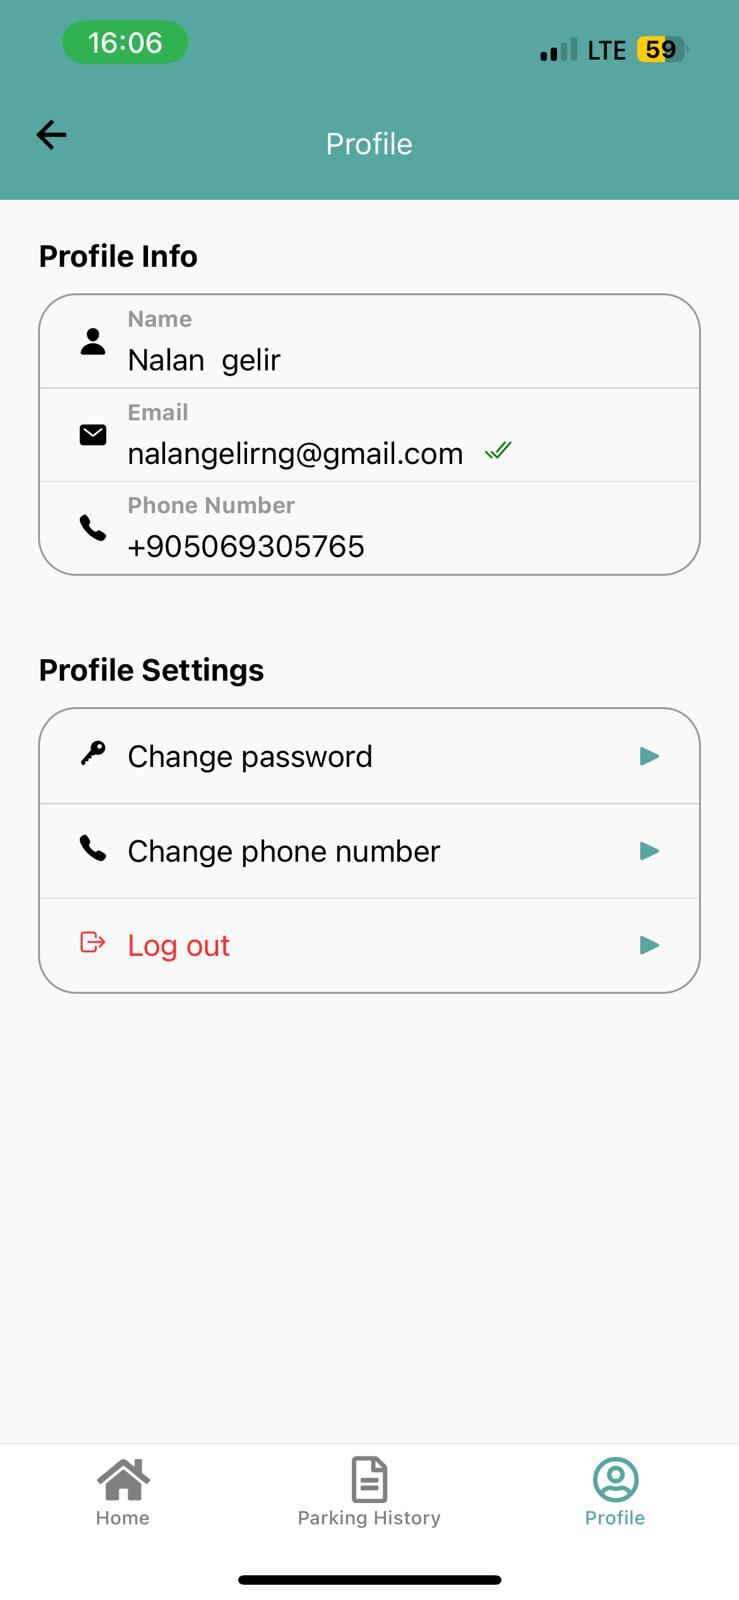 16:06
LTE 59
Profile
Profile Info
Name
Nalan  gelir
Email
nalangelirng@gmail.com
Phone Number
+905069305765
Profile Settings
Change password
Change phone number
Log out
Home
Parking History
Profile